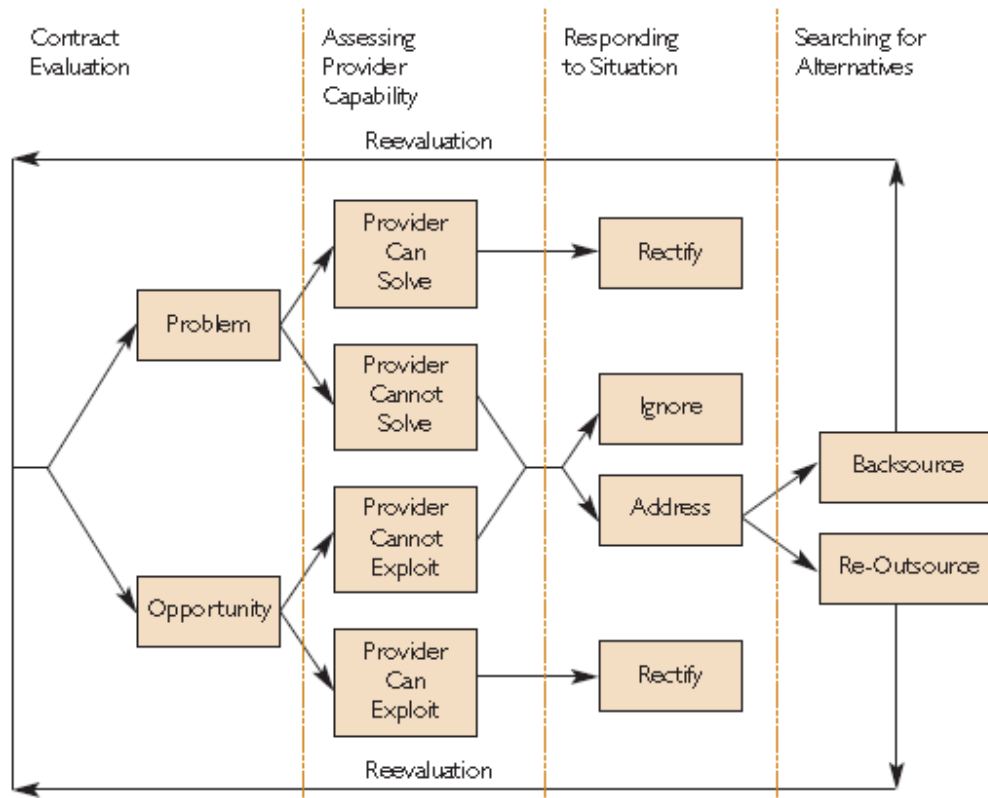 Contract
Evaluation
Assessing
Provider
Capability
Responding
to Situation
Searching for
Alternatives
Reevaluation
Provider
Can
Solve
Rectify
Problem
Provider
Cannot
Solve
Ignore
Backsource
Address
Provider
Cannot
Exploit
Re-Outsource
Opportunity
Provider
Can
Exploit
Rectify
Reevaluation